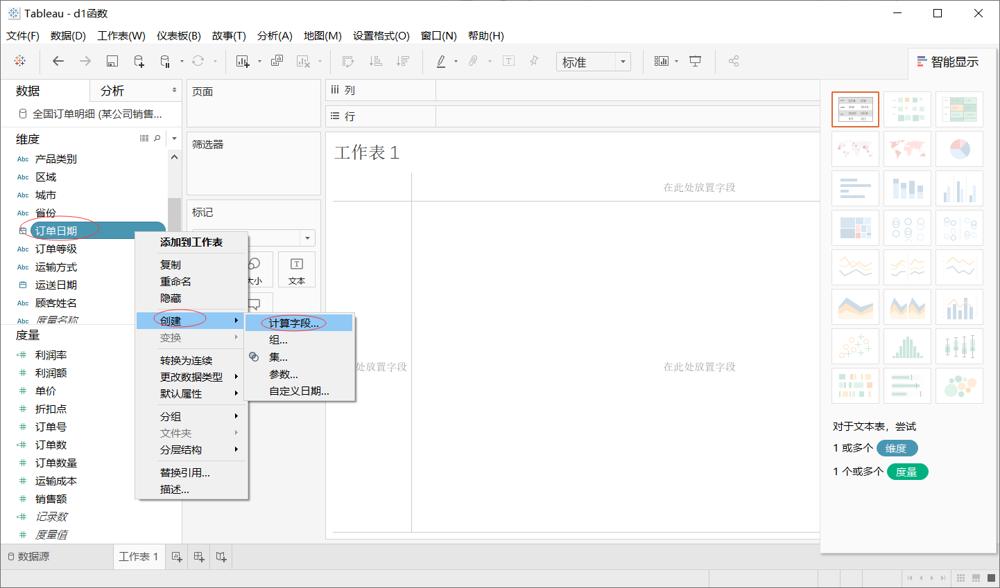 Tableau - d1函数
文件(F) 数据(D) 工作表(W) 仪表板(B) 故事(T) 分析(A) 地图(M) 设置格式(O) 窗口(N) 帮助(H)
标准
智能显示
数据 分析
全国订单明细 (某公司销售...
维度
Abc 产品类别
Abc 区域
Abc 城市
Abc 省份
订单日期
Abc 订单等级
Abc 运输方式
运送日期
Abc 顾客姓名
Abc 度量名称
度量
利润率
利润额
单价
折扣点
订单号
订单数
订单数量
运输成本
销售额
记录数
度量值
页面
筛选器
标记
大小
T
文本
添加到工作表
复制
重命名
隐藏
创建
变换
转换为连续
更改数据类型
默认属性
分组
文件夹
分层结构
替换引用...
描述...
计算字段...
组...
集...
参数...
自定义日期...
列
行
工作表 1
在此处放置字段
处放置字段
在此处放置字段
对于文本表，尝试
1 或多个 维度
1 个或多个 度量
数据源
工作表 1